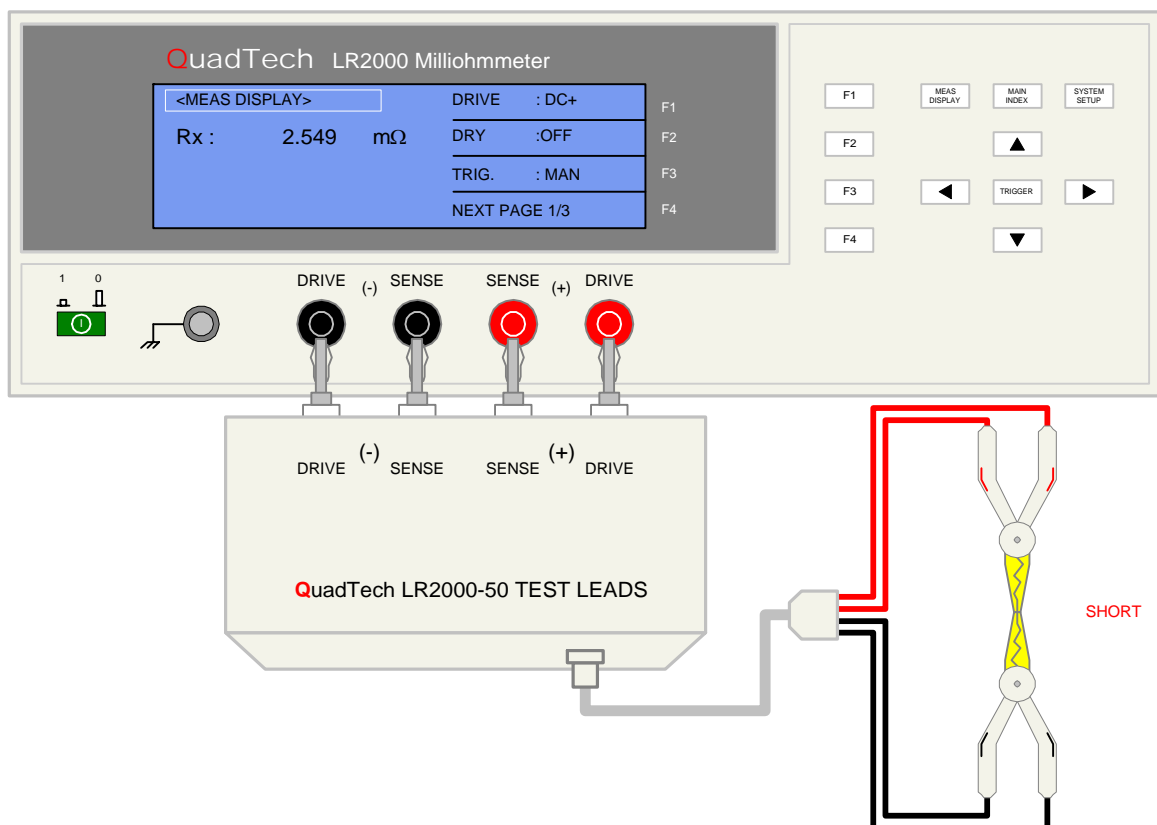 QuadTech LR2000 Milliohmmeter
<MEAS DISPLAY>
Rx : 2.549 mΩ
DRIVE : DC+
DRY :OFF
TRIG. : MAN
NEXT PAGE 1/3
F1
F2
F3
F4
F1
F2
F3
F4
MEAS
DISPLAY
MAIN
INDEX
SYSTEM
SETUP
TRIGGER
1 0
I
DRIVE (-) SENSE SENSE (+) DRIVE
DRIVE (-) SENSE SENSE (+) DRIVE
QuadTech LR2000-50 TEST LEADS
SHORT